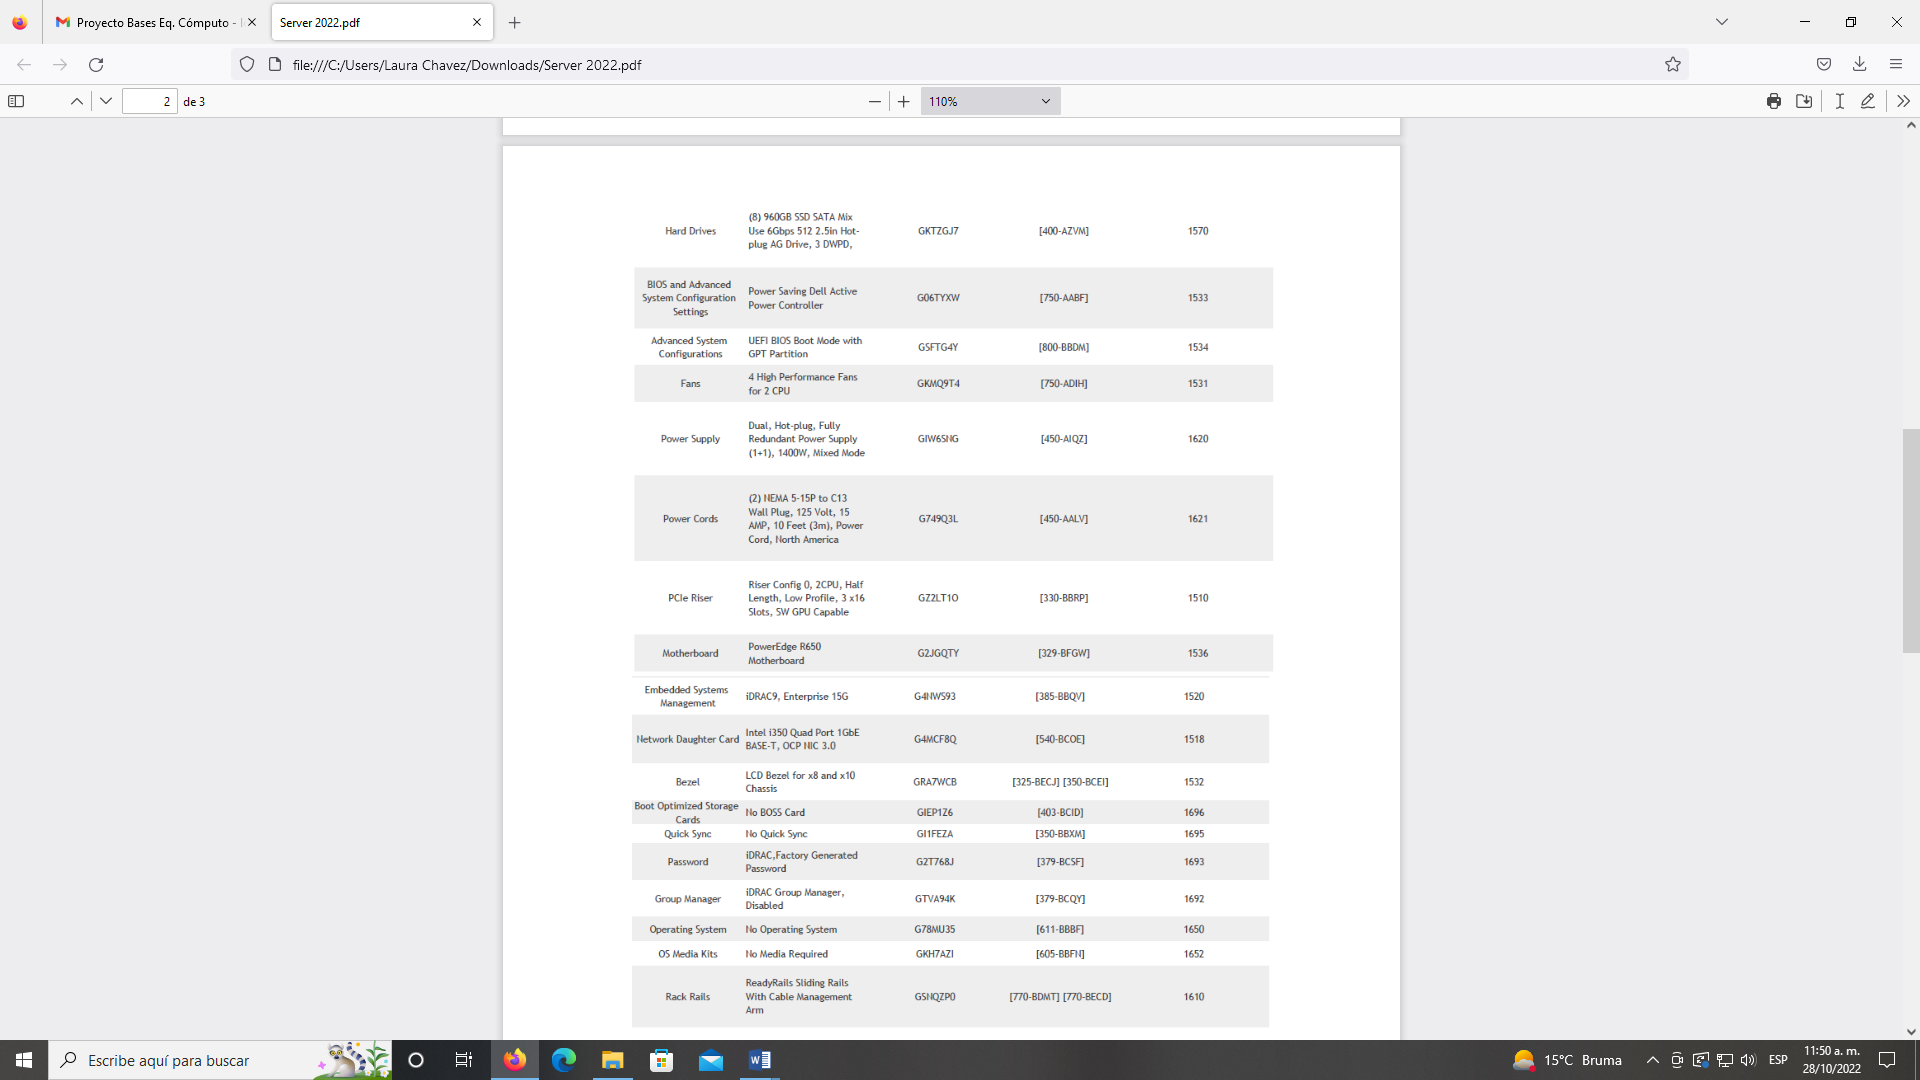 Proyecto Bases Eq. Cómputo -
Server 2022.pdf
file:///C:/Users/Laura Chavez/Downloads/Server 2022.pdf
2 de 3
110%
Hard Drives (8) 960GB SSD SATA Mix Use 6Gbps 512 2.5in Hot-plug AG Drive, 3 DWPD, GKTZGJ7 [400-AZVM] 1570
BIOS and Advanced System Configuration Settings Power Saving Dell Active Power Controller G06TYXW [750-AABF] 1533
Advanced System Configurations UEFI BIOS Boot Mode with GPT Partition GSFTG4Y [800-BBDM] 1534
Fans 4 High Performance Fans for 2 CPU GKMQ9T4 [750-ADIH] 1531
Power Supply Dual, Hot-plug, Fully Redundant Power Supply (1+1), 1400W, Mixed Mode GIW6SNG [450-AIQZ] 1620
Power Cords (2) NEMA 5-15P to C13 Wall Plug, 125 Volt, 15 AMP, 10 Feet (3m), Power Cord, North America G749Q3L [450-AALV] 1621
PCIe Riser Riser Config 0, 2CPU, Half Length, Low Profile, 3 x16 Slots, SW GPU Capable GZ2LT1O [330-BBRP] 1510
Motherboard PowerEdge R650 Motherboard G2JGQTY [329-BFGW] 1536
Embedded Systems Management iDRAC9, Enterprise 15G G4NWS93 [385-BBQV] 1520
Network Daughter Card Intel i350 Quad Port 1GbE BASE-T, OCP NIC 3.0 G4MCF8Q [540-BCOE] 1518
Bezel LCD Bezel for x8 and x10 Chassis GRA7WCB [325-BECJ] [350-BCEI] 1532
Boot Optimized Storage Cards No BOSS Card GIEP1Z6 [403-BCID] 1696
Quick Sync No Quick Sync GI1FEZA [350-BBXM] 1695
Password iDRAC,Factory Generated Password G2T768J [379-BCSF] 1693
Group Manager iDRAC Group Manager, Disabled GTVA94K [379-BCQY] 1692
Operating System No Operating System G78MU35 [611-BBBF] 1650
OS Media Kits No Media Required GKH7AZI [605-BBFN] 1652
Rack Rails ReadyRails Sliding Rails With Cable Management Arm GSNQZP0 [770-BDMT] [770-BECD] 1610
Escribe aquí para buscar
15°C Bruma
ESP
11:50 a. m.
28/10/2022